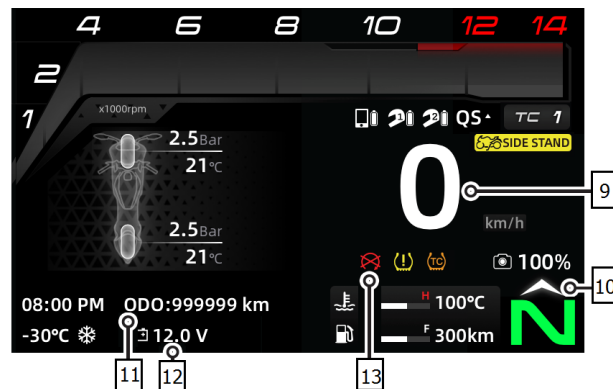 4 6 8 10 12 14
2
1
x1000rpm
QS TC 1
SIDE STAND
2.5Bar
21°C
0
9
km/h
2.5Bar
21°C
(!) TC
100%
10
08:00 PM ODO:999999 km
H 100°C
N
-30°C 12.0 V
F 300km
11 12 13